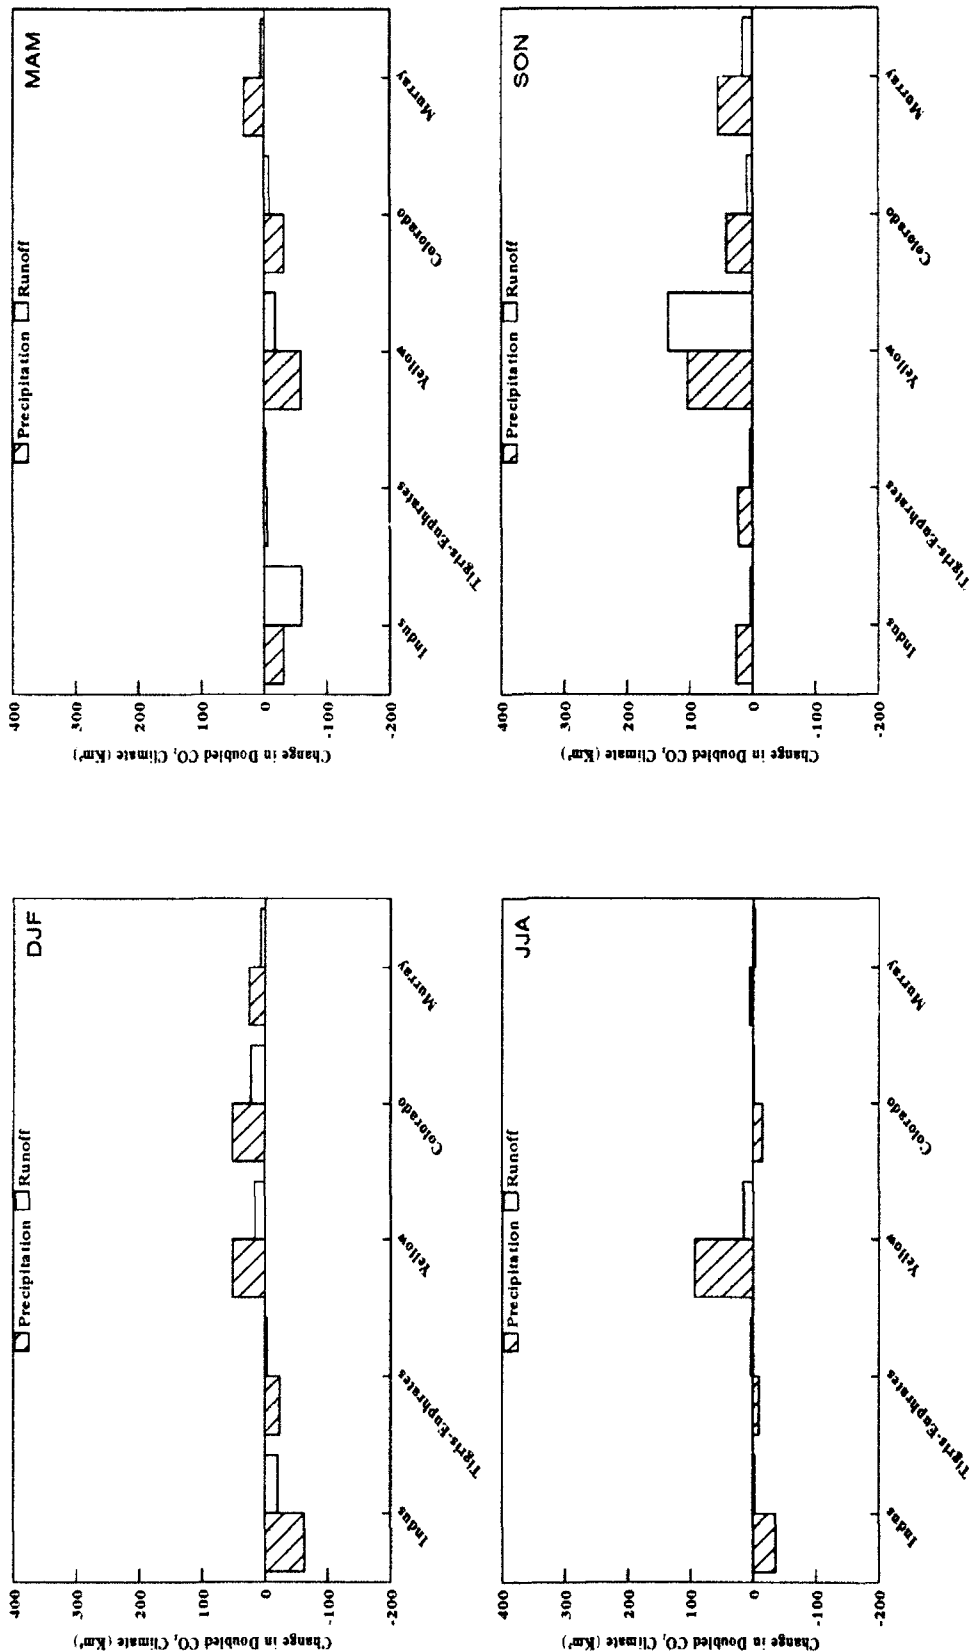 DJF
Precipitation Runoff
400
300
200
100
0
-100
-200
Change in Doubled CO, Climate (Km³)
Indus
Tigris-Euphrates
Yellow
Colorado
Murray
MAM
Precipitation Runoff
400
300
200
100
0
-100
-200
Change in Doubled CO, Climate (Km³)
Indus
Tigris-Euphrates
Yellow
Colorado
Murray
JJA
Precipitation Runoff
400
300
200
100
0
-100
-200
Change in Doubled CO, Climate (Km³)
Indus
Tigris-Euphrates
Yellow
Colorado
Murray
SON
Precipitation Runoff
400
300
200
100
0
-100
-200
Change in Doubled CO, Climate (Km³)
Indus
Tigris-Euphrates
Yellow
Colorado
Murray